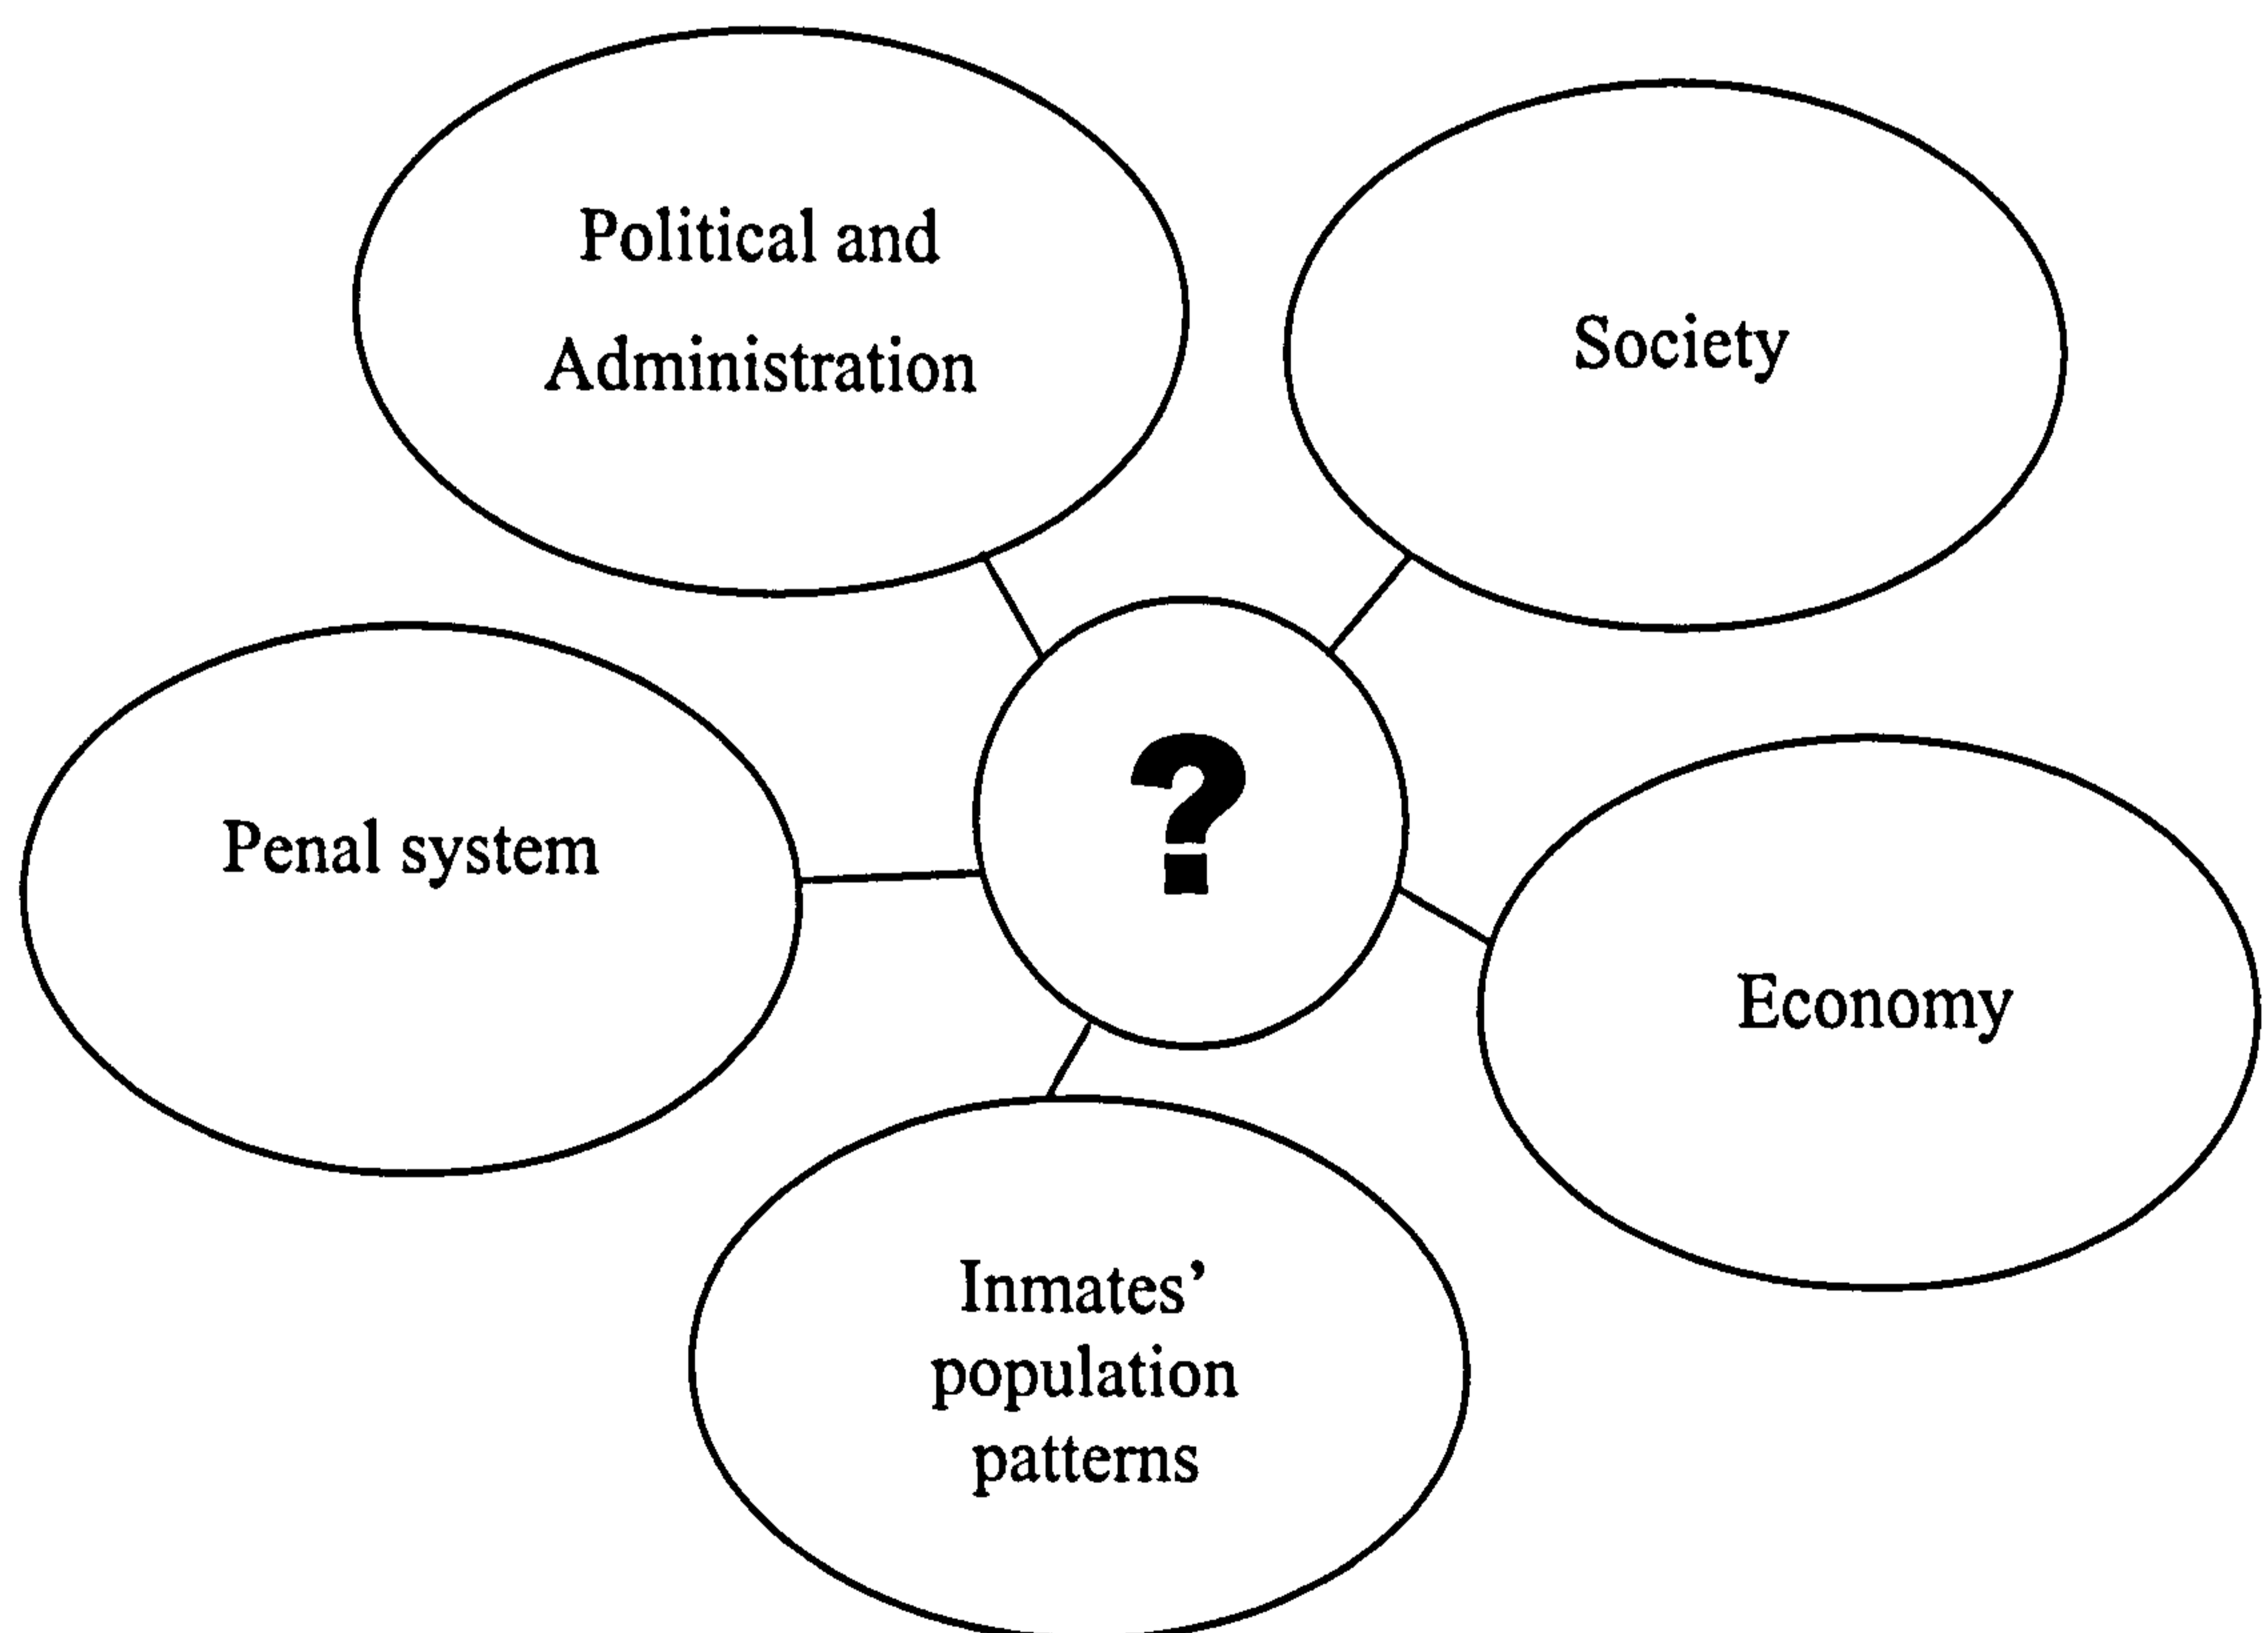 Political and
Administration
Society
Penal system
?
Economy
Inmates’
population
patterns